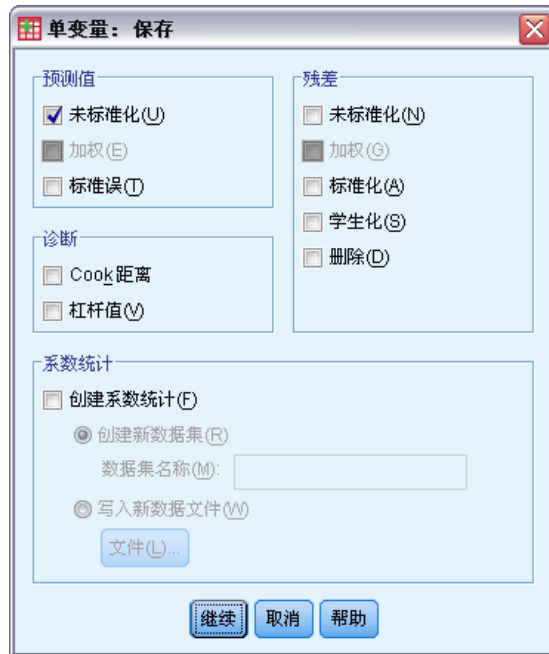 单变量：保存
预测值
未标准化(U)
加权(E)
标准误(T)
诊断
Cook距离
杠杆值(V)
残差
未标准化(N)
加权(G)
标准化(A)
学生化(S)
删除(D)
系数统计
创建系数统计(F)
创建新数据集(R)
数据集名称(M):
写入新数据文件(W)
文件(L)...
继续 取消 帮助